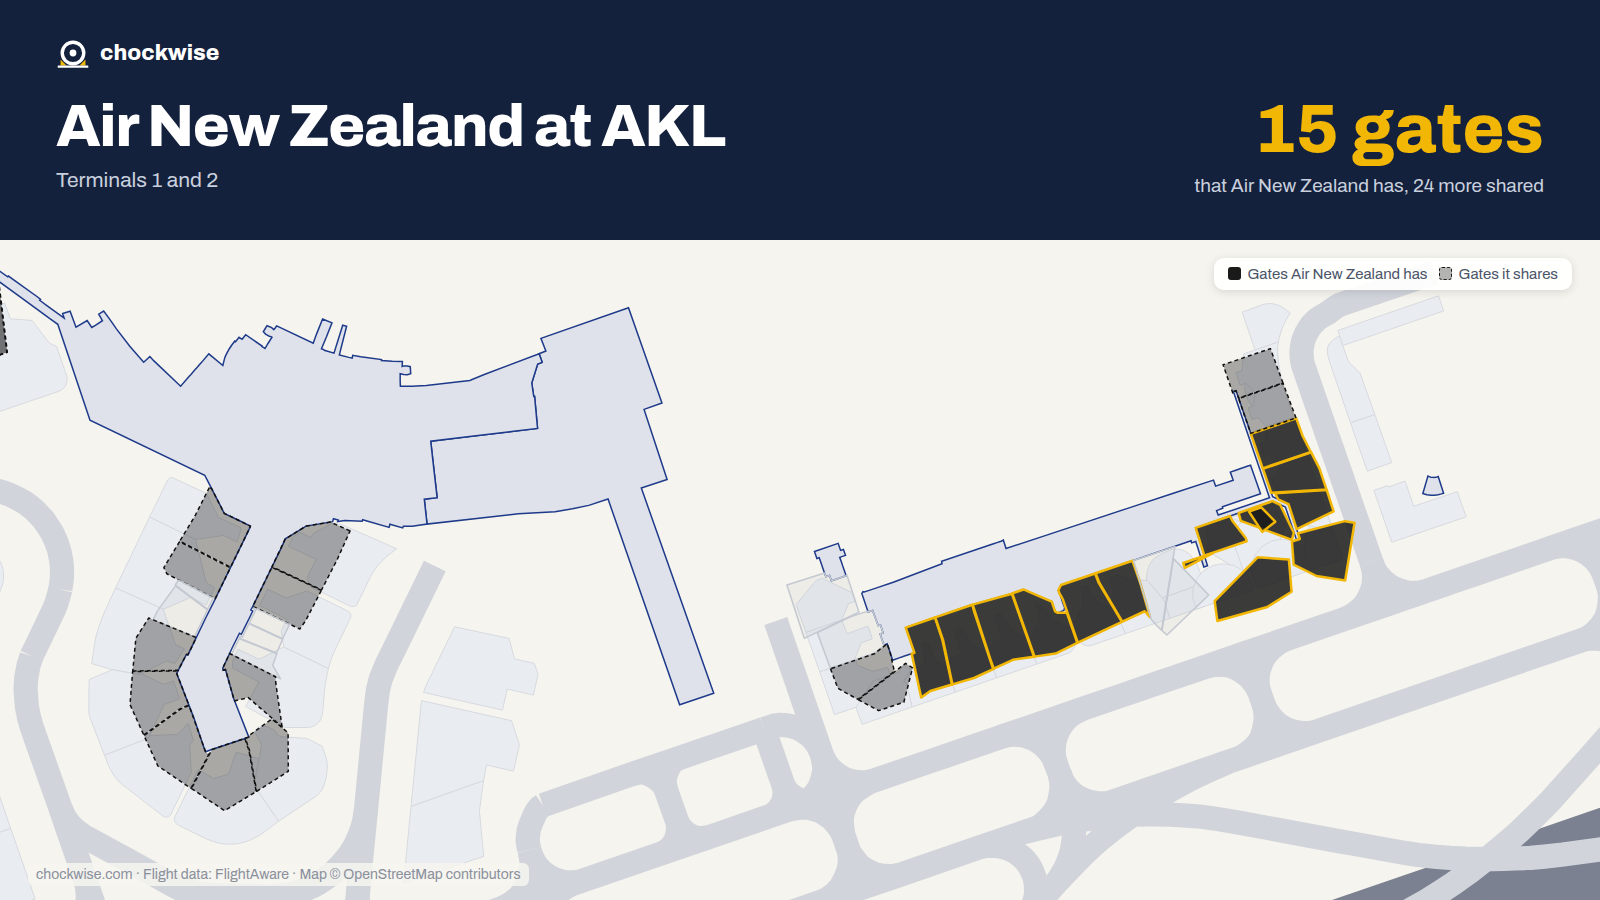 chockwise
Air New Zealand at AKL
Terminals 1 and 2
15 gates
that Air New Zealand has, 24 more shared
Gates Air New Zealand has
Gates it shares
chockwise.com · Flight data: FlightAware · Map © OpenStreetMap contributors